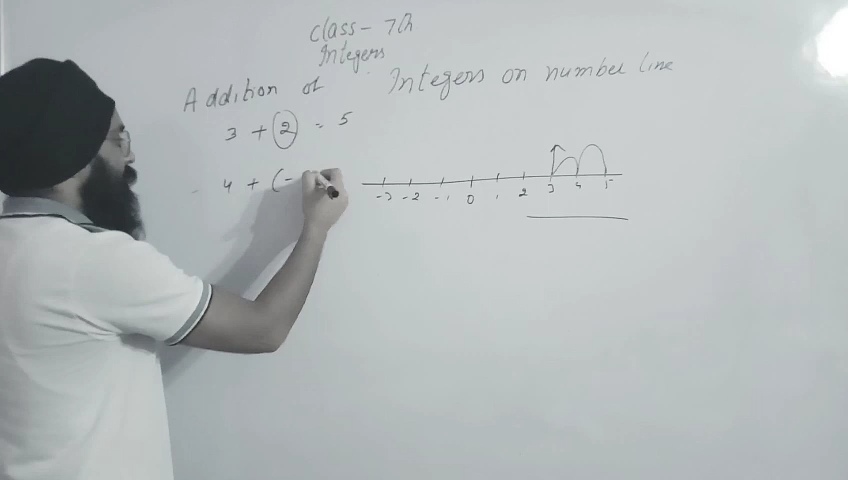 class - 7th
Integers
Addition of Integers on number line
3 + 2 = 5
4 + (-
-3 -2 -1 0 1 2 3 4 5